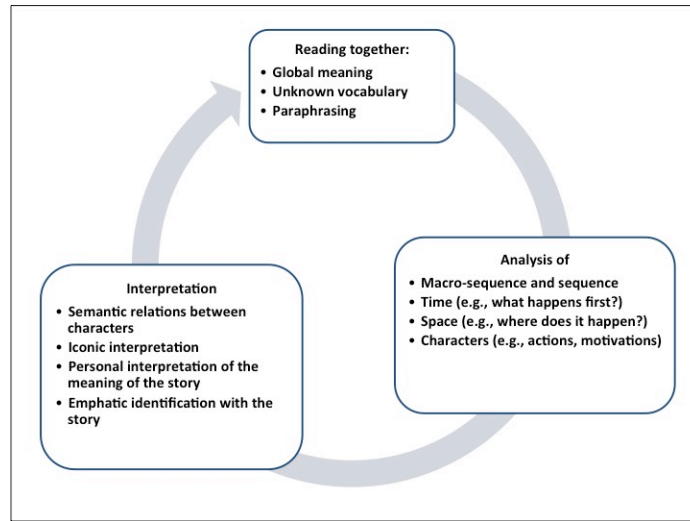 Reading together:
• Global meaning
• Unknown vocabulary
• Paraphrasing
Analysis of
• Macro-sequence and sequence
• Time (e.g., what happens first?)
• Space (e.g., where does it happen?)
• Characters (e.g., actions, motivations)
Interpretation
• Semantic relations between
characters
• Iconic interpretation
• Personal interpretation of the
meaning of the story
• Emphatic identification with the
story